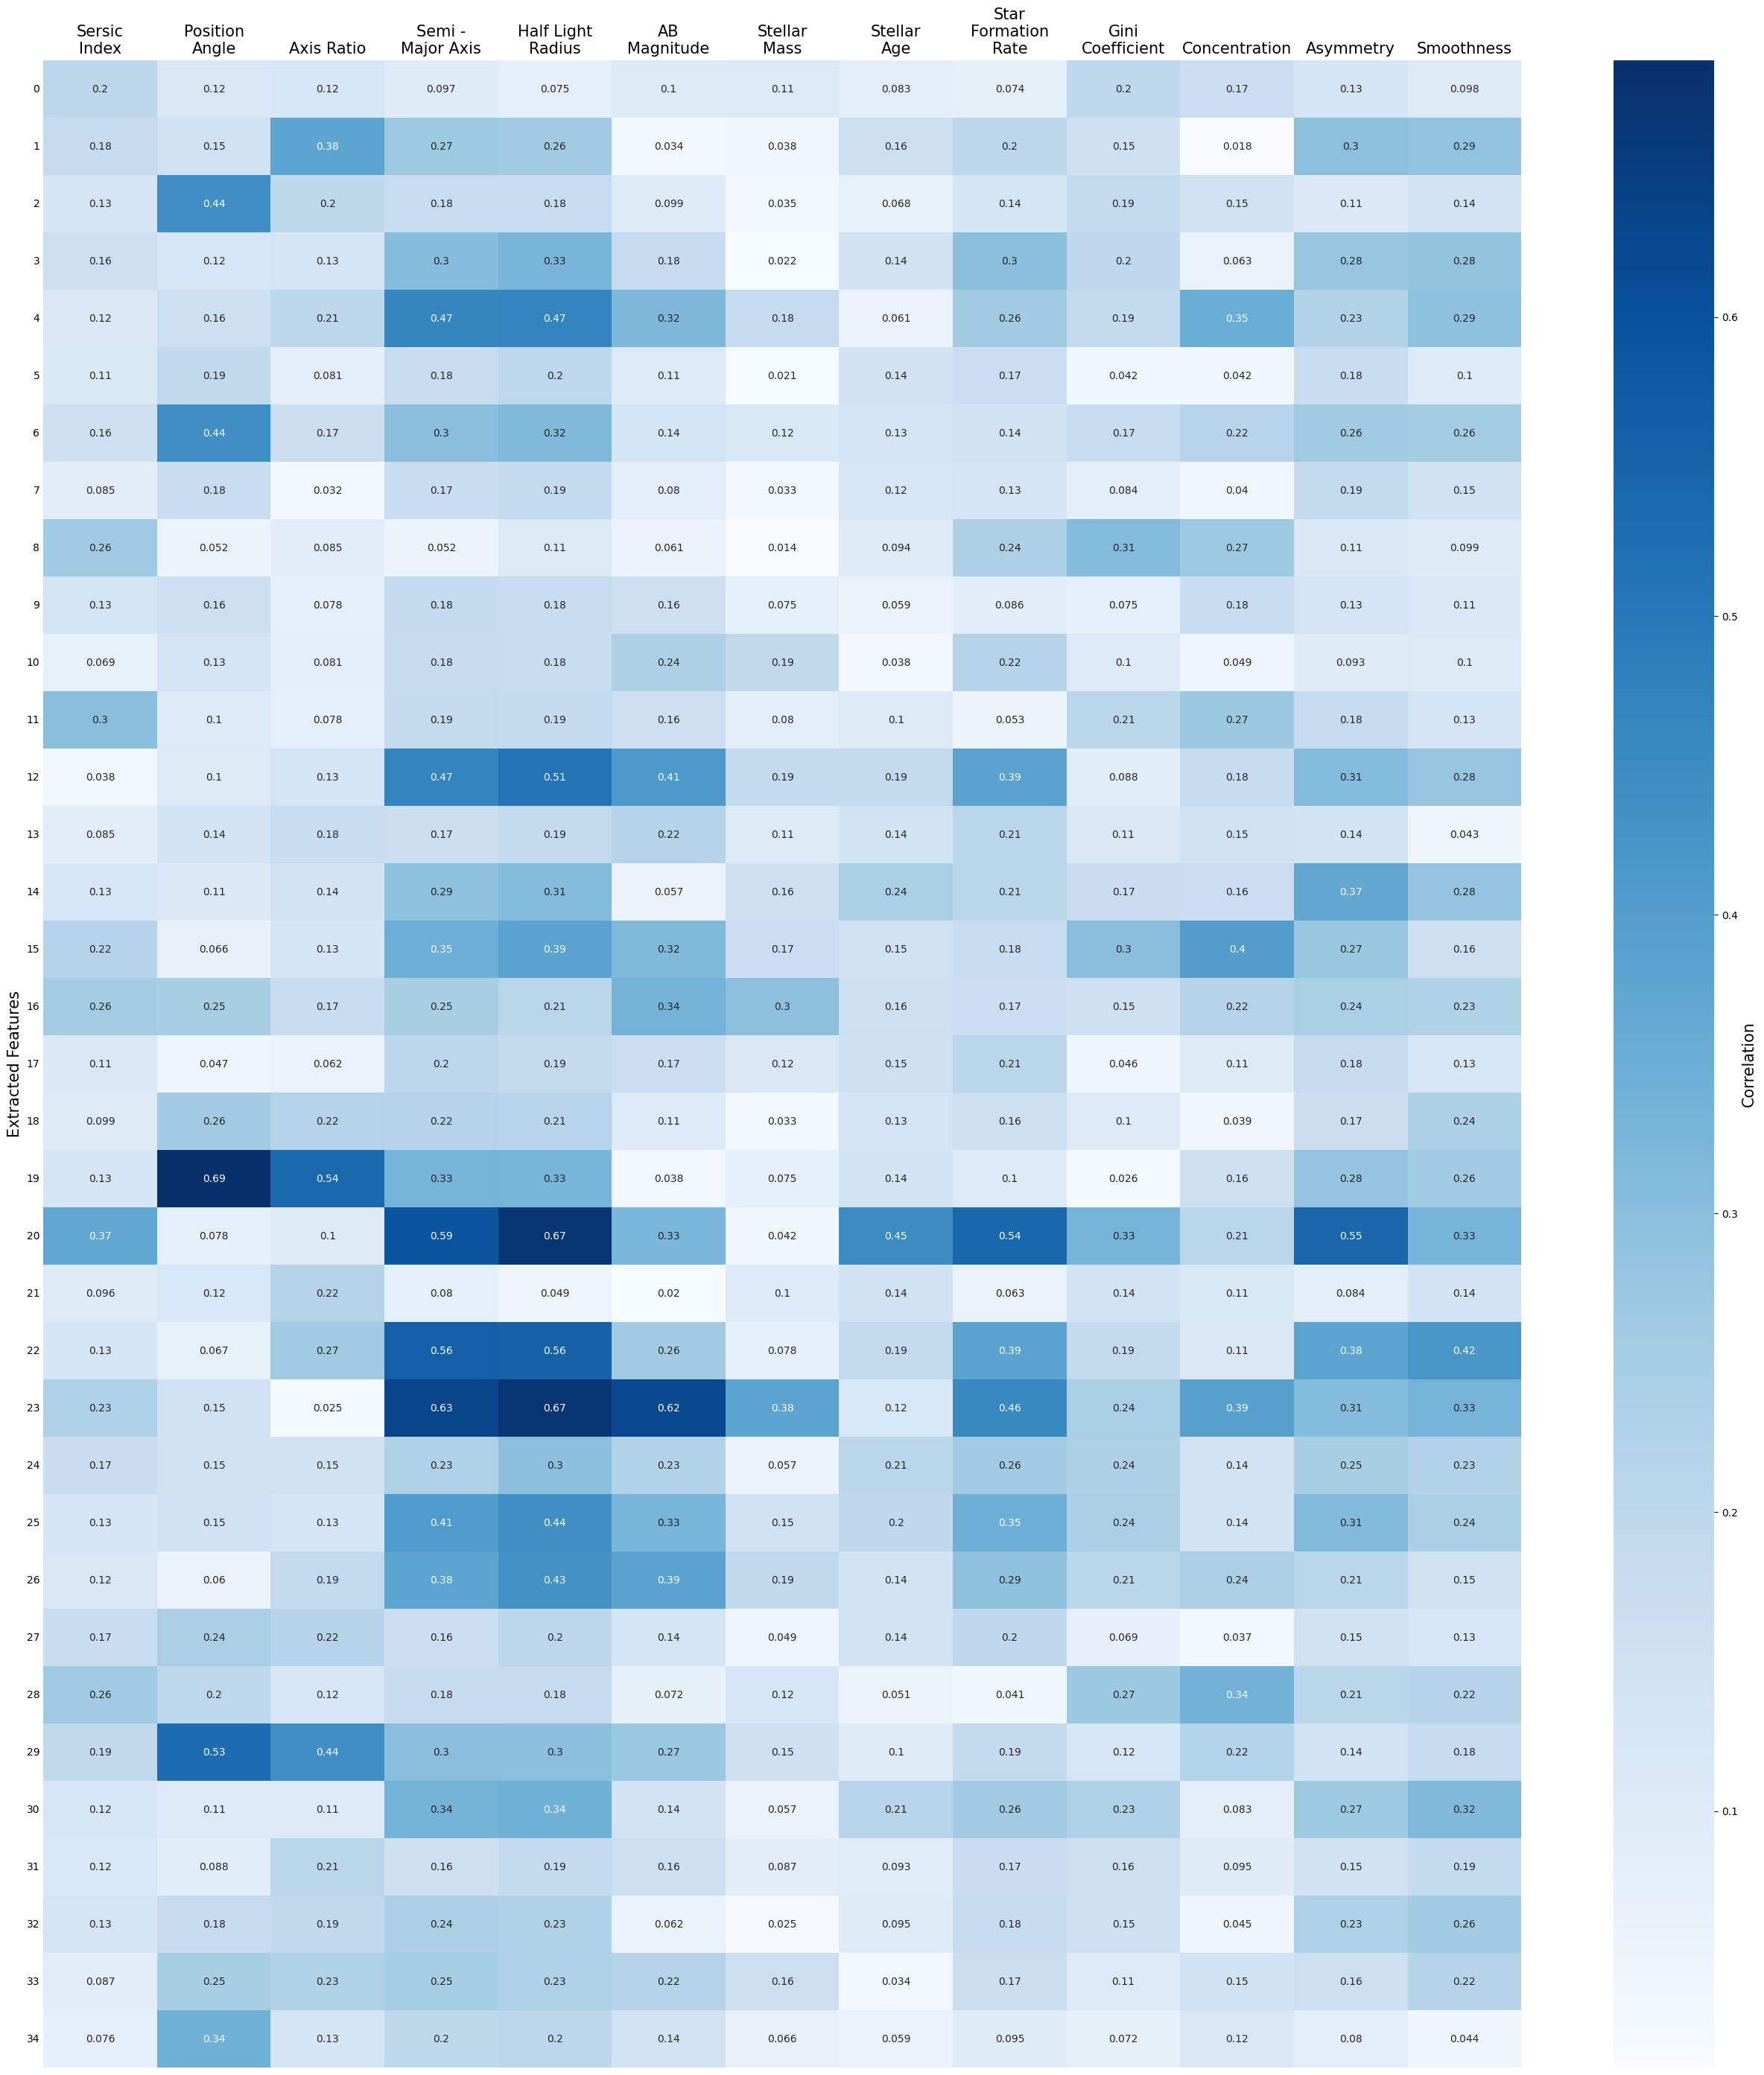 Sersic Index Position Angle Axis Ratio Semi - Major Axis Half Light Radius AB Magnitude Stellar Mass Stellar Age Star Formation Rate Gini Coefficient Concentration Asymmetry Smoothness
0 0.2 0.12 0.12 0.097 0.075 0.1 0.11 0.083 0.074 0.2 0.17 0.13 0.098
1 0.18 0.15 0.38 0.27 0.26 0.034 0.038 0.16 0.2 0.15 0.018 0.3 0.29
2 0.13 0.44 0.2 0.18 0.18 0.099 0.035 0.068 0.14 0.19 0.15 0.11 0.14
3 0.16 0.12 0.13 0.3 0.33 0.18 0.022 0.14 0.3 0.2 0.063 0.28 0.28
4 0.12 0.16 0.21 0.47 0.47 0.32 0.18 0.061 0.26 0.19 0.35 0.23 0.29
5 0.11 0.19 0.081 0.18 0.2 0.11 0.021 0.14 0.17 0.042 0.042 0.18 0.1
6 0.16 0.44 0.17 0.3 0.32 0.14 0.12 0.13 0.14 0.17 0.22 0.26 0.26
7 0.085 0.18 0.032 0.17 0.19 0.08 0.033 0.12 0.13 0.084 0.04 0.19 0.15
8 0.26 0.052 0.085 0.052 0.11 0.061 0.014 0.094 0.24 0.31 0.27 0.11 0.099
9 0.13 0.16 0.078 0.18 0.18 0.16 0.075 0.059 0.086 0.075 0.18 0.13 0.11
10 0.069 0.13 0.081 0.18 0.18 0.24 0.19 0.038 0.22 0.1 0.049 0.093 0.1
11 0.3 0.1 0.078 0.19 0.19 0.16 0.08 0.1 0.053 0.21 0.27 0.18 0.13
12 0.038 0.1 0.13 0.47 0.51 0.41 0.19 0.19 0.39 0.088 0.18 0.31 0.28
13 0.085 0.14 0.18 0.17 0.19 0.22 0.11 0.14 0.21 0.11 0.15 0.14 0.043
14 0.13 0.11 0.14 0.29 0.31 0.057 0.16 0.24 0.21 0.17 0.16 0.37 0.28
15 0.22 0.066 0.13 0.35 0.39 0.32 0.17 0.15 0.18 0.3 0.4 0.27 0.16
16 0.26 0.25 0.17 0.25 0.21 0.34 0.3 0.16 0.17 0.15 0.22 0.24 0.23
17 0.11 0.047 0.062 0.2 0.19 0.17 0.12 0.15 0.21 0.046 0.11 0.18 0.13
18 0.099 0.26 0.22 0.22 0.21 0.11 0.033 0.13 0.16 0.1 0.039 0.17 0.24
19 0.13 0.69 0.54 0.33 0.33 0.038 0.075 0.14 0.1 0.026 0.16 0.28 0.26
20 0.37 0.078 0.1 0.59 0.67 0.33 0.042 0.45 0.54 0.33 0.21 0.55 0.33
21 0.096 0.12 0.22 0.08 0.049 0.02 0.1 0.14 0.063 0.14 0.11 0.084 0.14
22 0.13 0.067 0.27 0.56 0.56 0.26 0.078 0.19 0.39 0.19 0.11 0.38 0.42
23 0.23 0.15 0.025 0.63 0.67 0.62 0.38 0.12 0.46 0.24 0.39 0.31 0.33
24 0.17 0.15 0.15 0.23 0.3 0.23 0.057 0.21 0.26 0.24 0.14 0.25 0.23
25 0.13 0.15 0.13 0.41 0.44 0.33 0.15 0.2 0.35 0.24 0.14 0.31 0.24
26 0.12 0.06 0.19 0.38 0.43 0.39 0.19 0.14 0.29 0.21 0.24 0.21 0.15
27 0.17 0.24 0.22 0.16 0.2 0.14 0.049 0.14 0.2 0.069 0.037 0.15 0.13
28 0.26 0.2 0.12 0.18 0.18 0.072 0.12 0.051 0.041 0.27 0.34 0.21 0.22
29 0.19 0.53 0.44 0.3 0.3 0.27 0.15 0.1 0.19 0.12 0.22 0.14 0.18
30 0.12 0.11 0.11 0.34 0.34 0.14 0.057 0.21 0.26 0.23 0.083 0.27 0.32
31 0.12 0.088 0.21 0.16 0.19 0.16 0.087 0.093 0.17 0.16 0.095 0.15 0.19
32 0.13 0.18 0.19 0.24 0.23 0.062 0.025 0.095 0.18 0.15 0.045 0.23 0.26
33 0.087 0.25 0.23 0.25 0.23 0.22 0.16 0.034 0.17 0.11 0.15 0.16 0.22
34 0.076 0.34 0.13 0.2 0.2 0.14 0.066 0.059 0.095 0.072 0.12 0.08 0.044
Extracted Features
0.6
0.5
0.4
0.3
0.2
0.1
Correlation